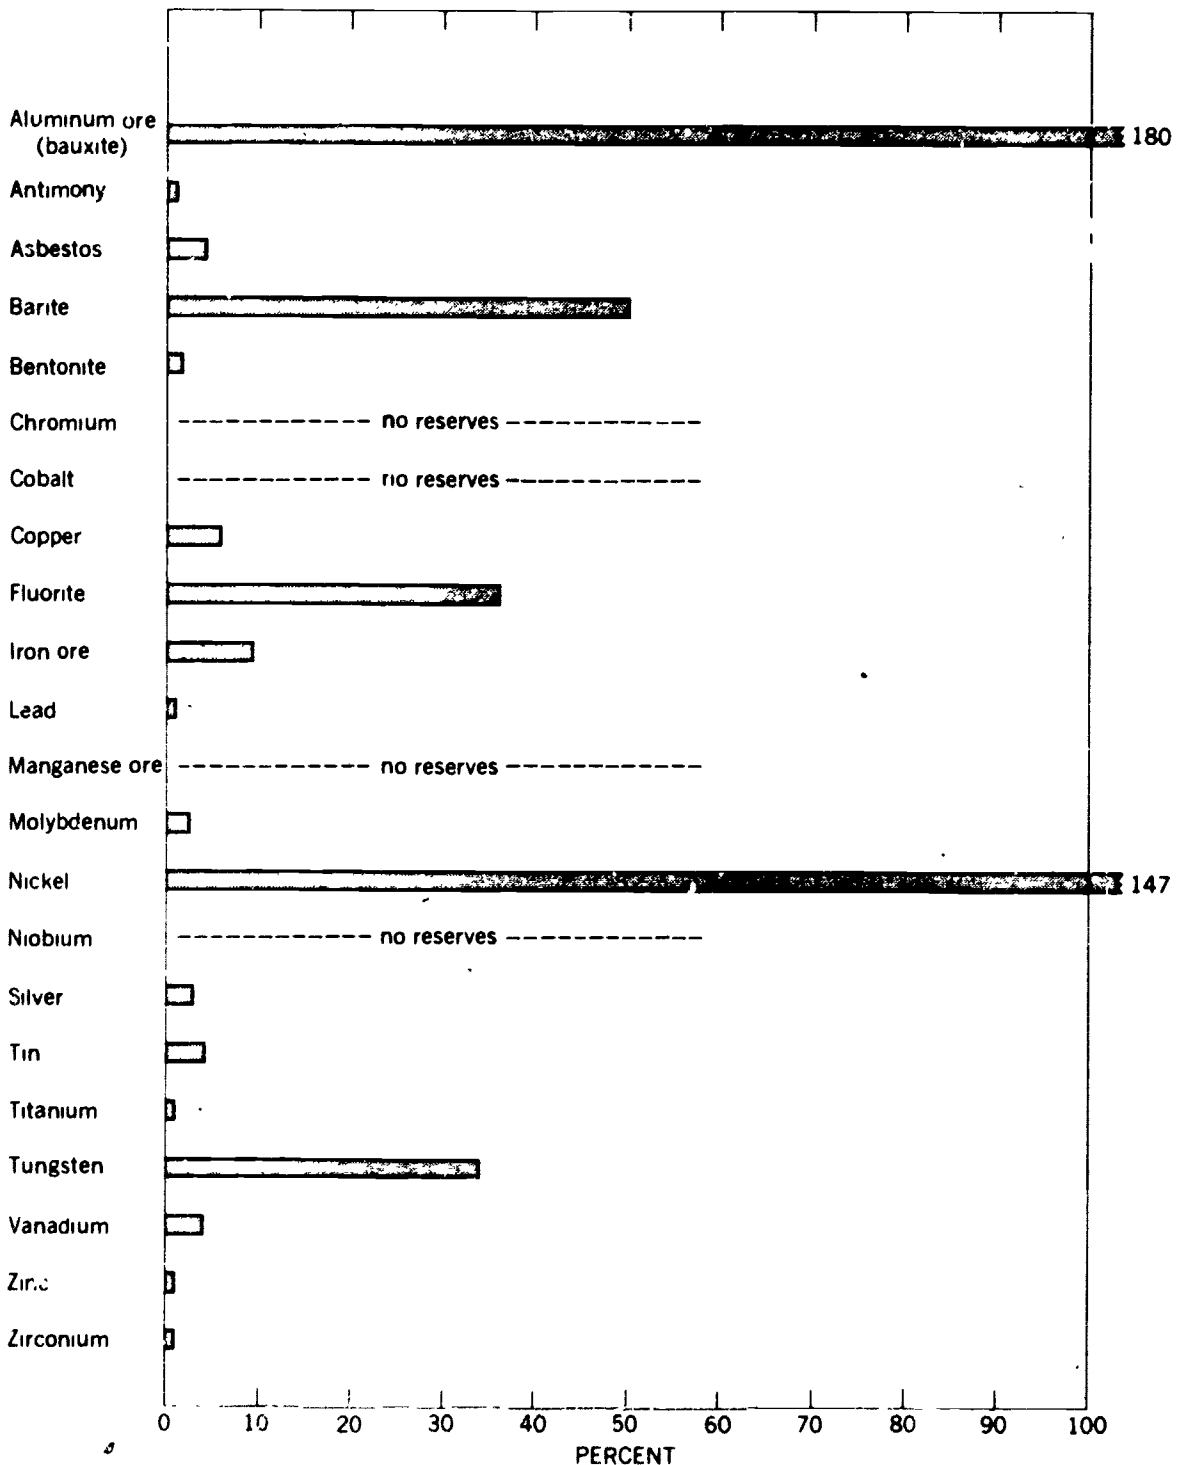 Aluminum ore
(bauxite)
180
Antimony
Asbestos
Barite
Bentonite
Chromium no reserves
Cobalt no reserves
Copper
Fluorite
Iron ore
Lead
Manganese ore no reserves
Molybdenum
Nickel 147
Niobium no reserves
Silver
Tin
Titanium
Tungsten
Vanadium
Zinc
Zirconium
0 10 20 30 40 50 60 70 80 90 100
PERCENT